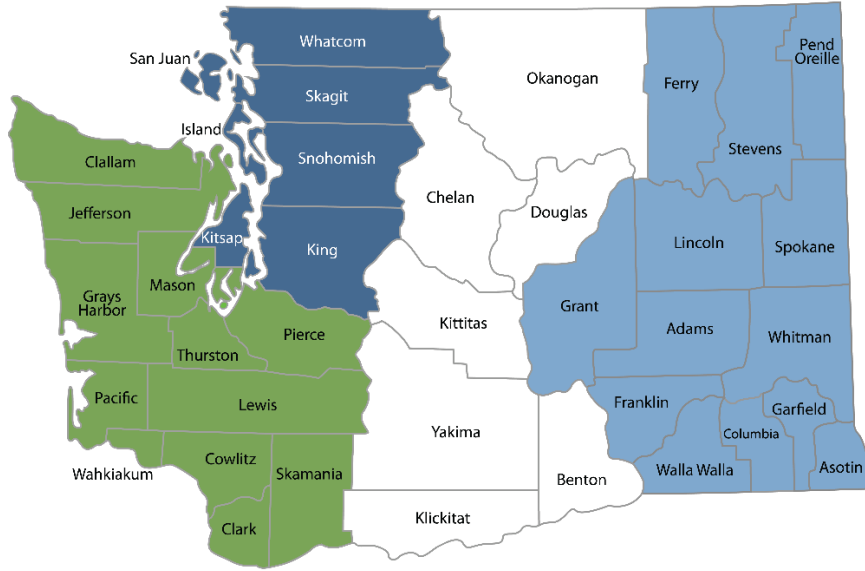 Whatcom
San Juan
Pend
Oreille
Okanogan
Ferry
Skagit
Island
Stevens
Snohomish
Clallam
Chelan
Jefferson
Douglas
Kitsap
Lincoln
Spokane
King
Mason
Grays
Harbor
Grant
Kittitas
Adams
Pierce
Whitman
Thurston
Pacific
Lewis
Franklin
Garfield
Yakima
Columbia
Cowlitz
Wahkiakum
Skamania
Walla Walla
Asotin
Benton
Klickitat
Clark